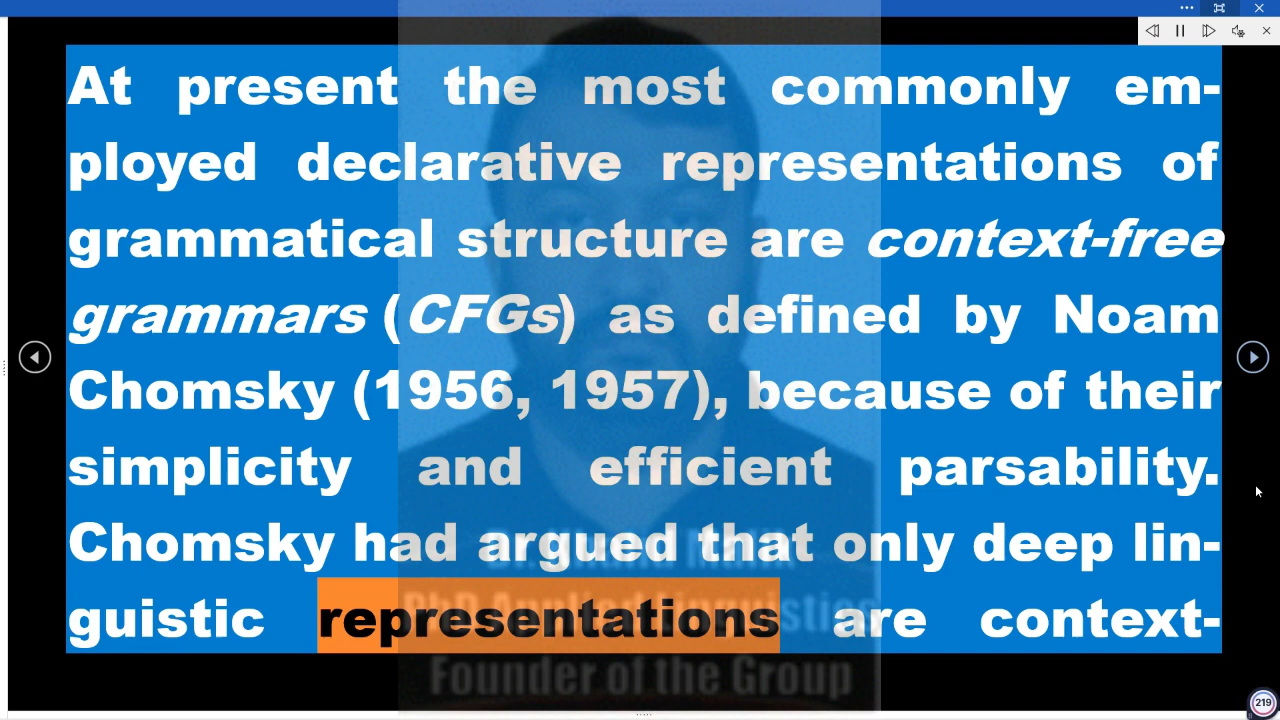 At present the most commonly em-
ployed declarative representations of
grammatical structure are context-free
grammars (CFGs) as defined by Noam
Chomsky (1956, 1957), because of their
simplicity and efficient parsability.
Chomsky had argued that only deep lin-
guistic representations are context-
Founder of the Group
219